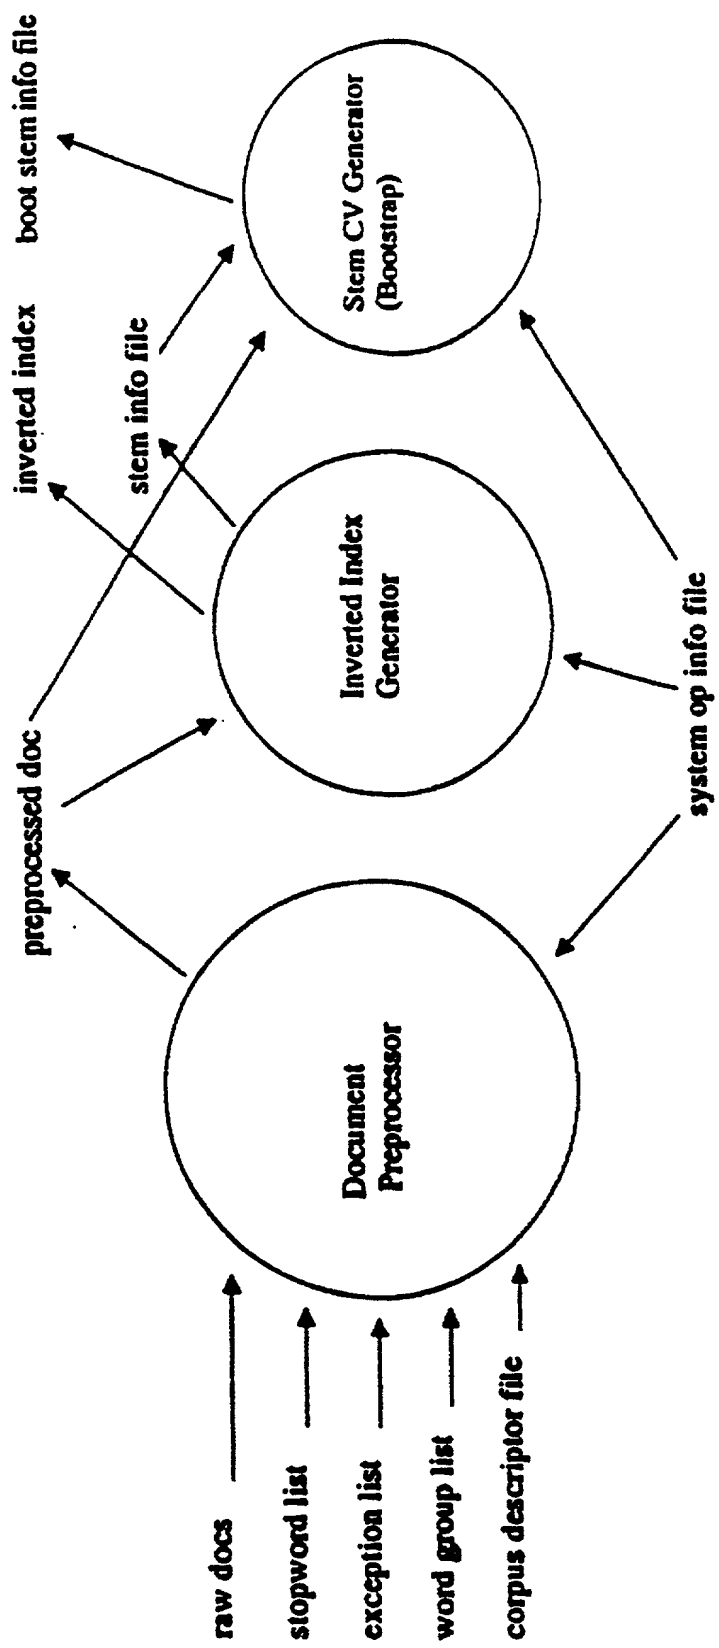 preprocessed doc
inverted index
boot stem info file
stem info file
raw docs
stopword list
exception list
word group list
corpus descriptor file
Document
Preprocessor
Inverted Index
Generator
Stem CV Generator
(Bootstrap)
system op info file